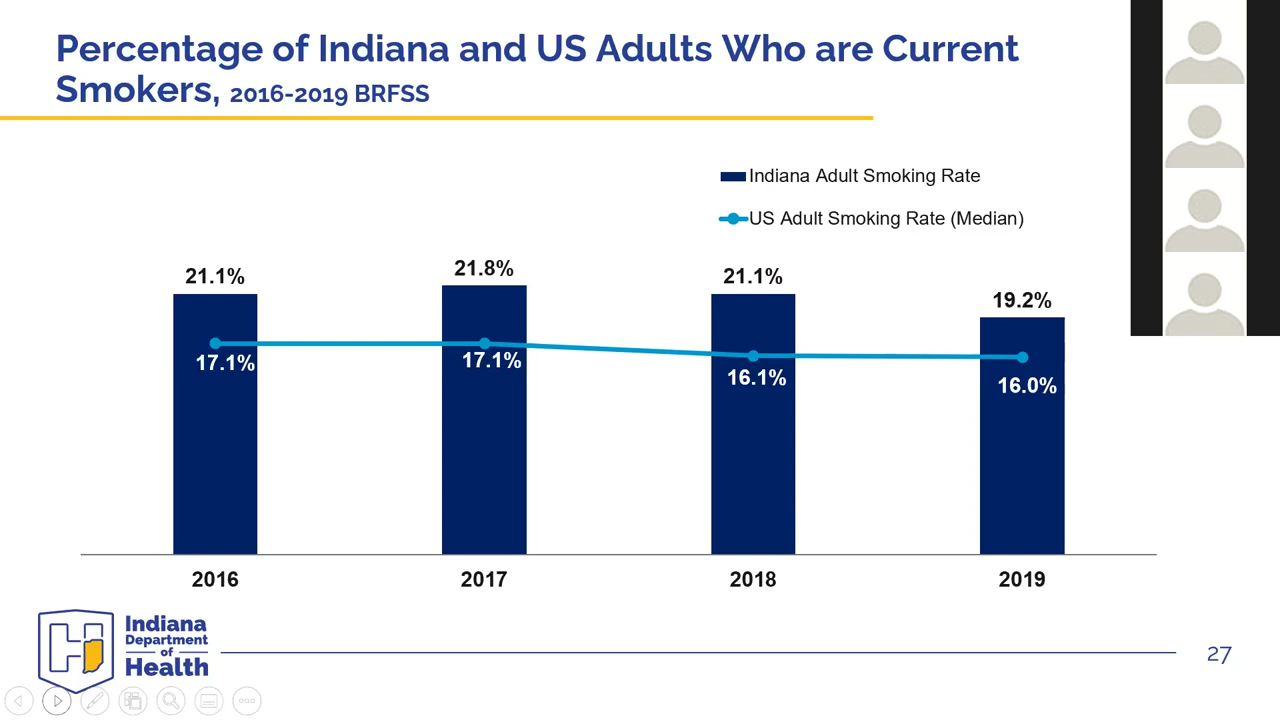 Percentage of Indiana and US Adults Who are Current
Smokers, 2016-2019 BRFSS
Indiana Adult Smoking Rate
US Adult Smoking Rate (Median)
21.1%
21.8%
21.1%
19.2%
17.1%
17.1%
16.1%
16.0%
2016
2017
2018
2019
Indiana
Department
of
Health
27